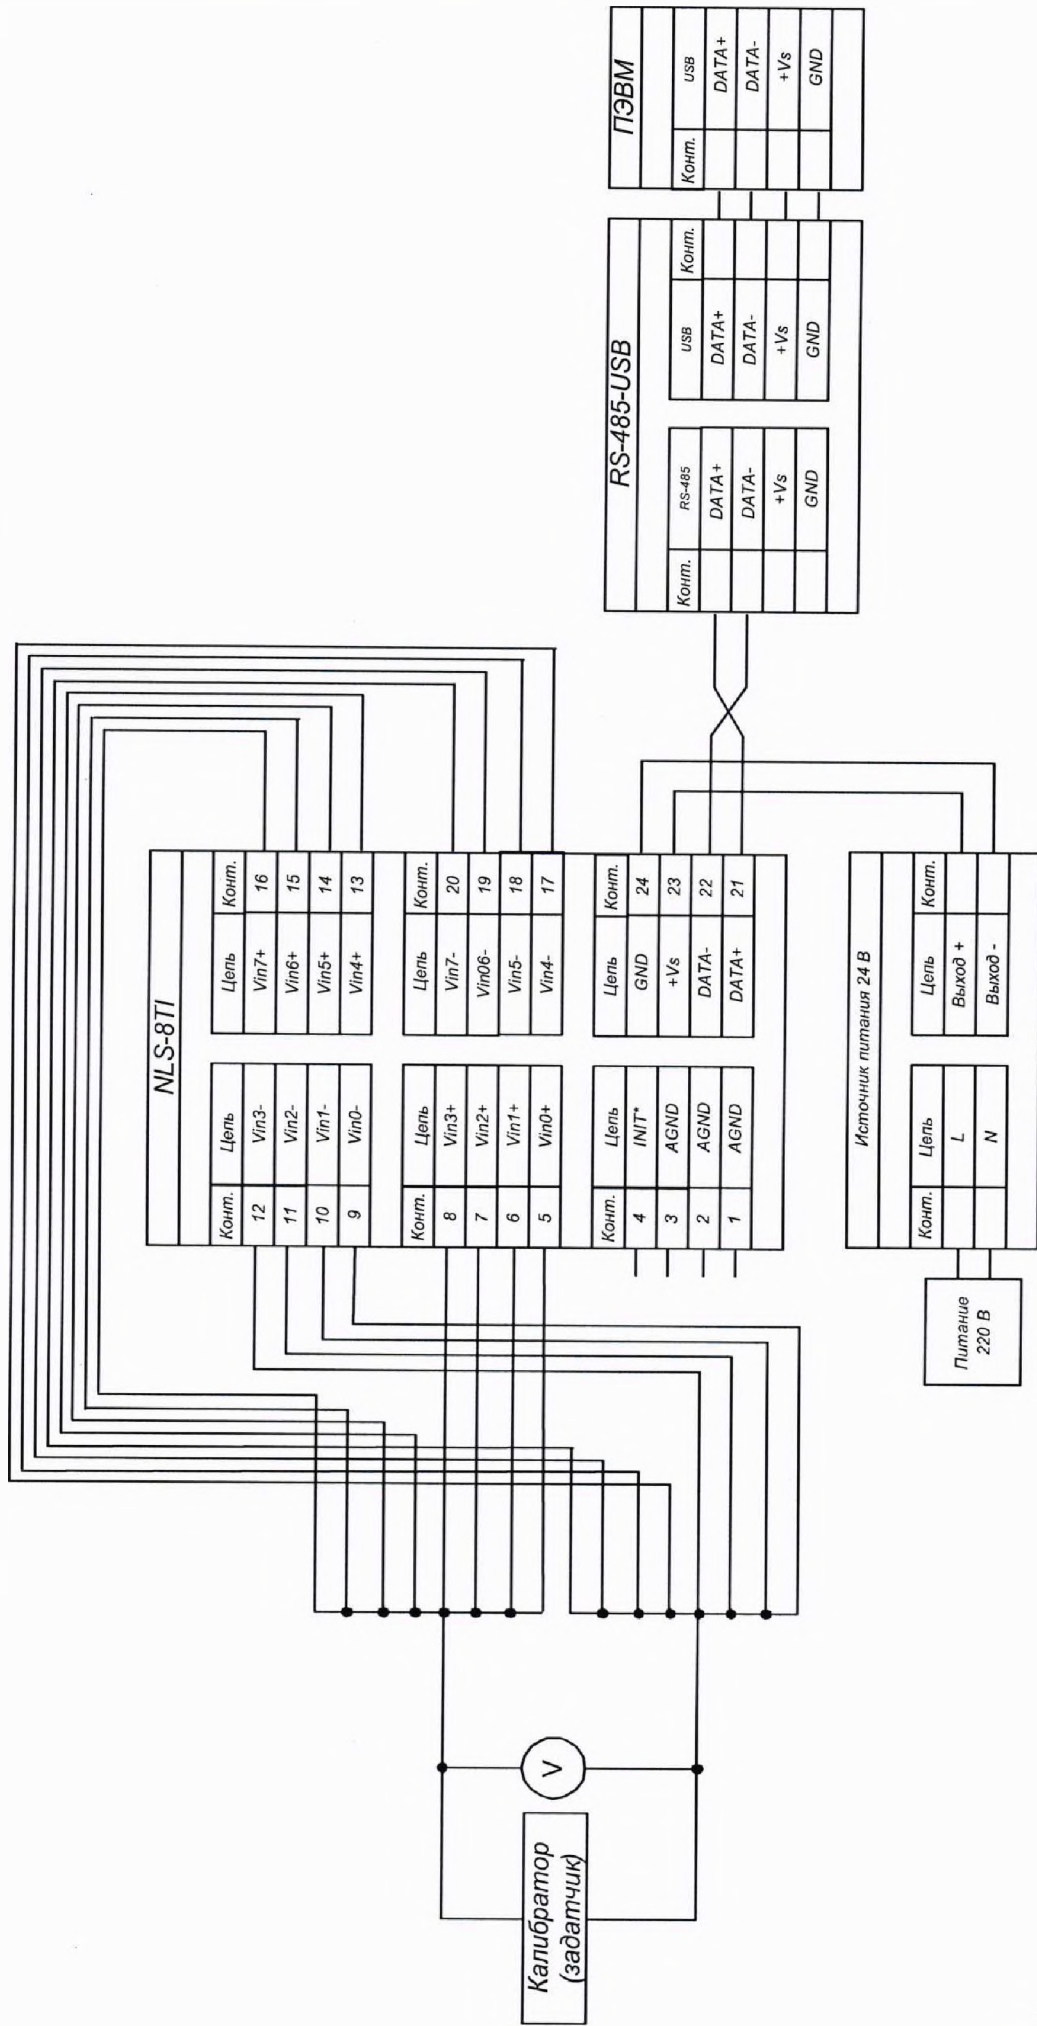 Калибратор
(задатчик)
V
NLS-8TI
Конт. Цепь
12 Vin3-
11 Vin2-
10 Vin1-
9 Vin0-
Конт. Цепь
8 Vin3+
7 Vin2+
6 Vin1+
5 Vin0+
Конт. Цепь
4 INIT*
3 AGND
2 AGND
1 AGND
Цепь Конт.
Vin7+ 16
Vin6+ 15
Vin5+ 14
Vin4+ 13
Цепь Конт.
Vin7- 20
Vin06- 19
Vin5- 18
Vin4- 17
Цепь Конт.
GND 24
+Vs 23
DATA- 22
DATA+ 21
Питание
220 В
Источник питания 24 В
Конт. Цепь
L
N
Цепь Конт.
Выход +
Выход -
RS-485-USB
Конт. RS-485
DATA+
DATA-
+Vs
GND
USB Конт.
DATA+
DATA-
+Vs
GND
ПЭВМ
Конт. USB
DATA+
DATA-
+Vs
GND